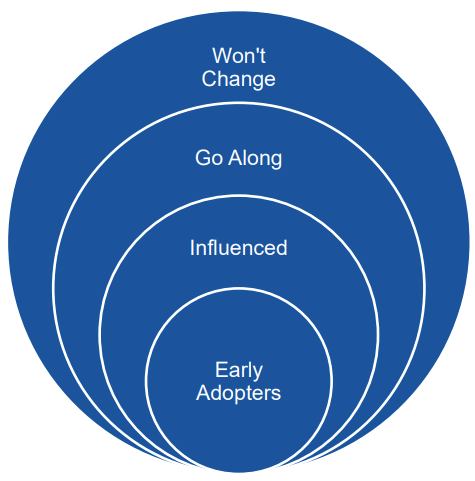 Won't
Change
Go Along
Influenced
Early
Adopters